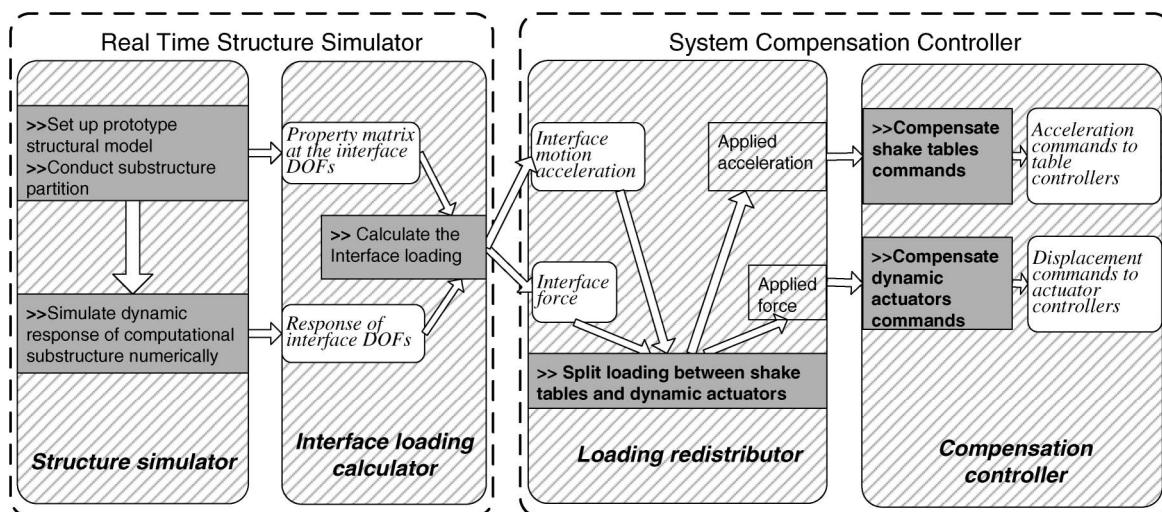 Real Time Structure Simulator
>>Set up prototype
structural model
>>Conduct substructure
partition
>>Simulate dynamic
response of computational
substructure numerically
Structure simulator
Property matrix
at the interface
DOFs
>> Calculate the
Interface loading
Response of
interface DOFs
Interface loading
calculator
System Compensation Controller
Interface
motion
acceleration
Applied
acceleration
Interface
force
Applied
force
>> Split loading between shake
tables and dynamic actuators
Loading redistributor
>>Compensate
shake tables
commands
Acceleration
commands to
table
controllers
>>Compensate
dynamic
actuators
commands
Displacement
commands to
actuator
controllers
Compensation
controller